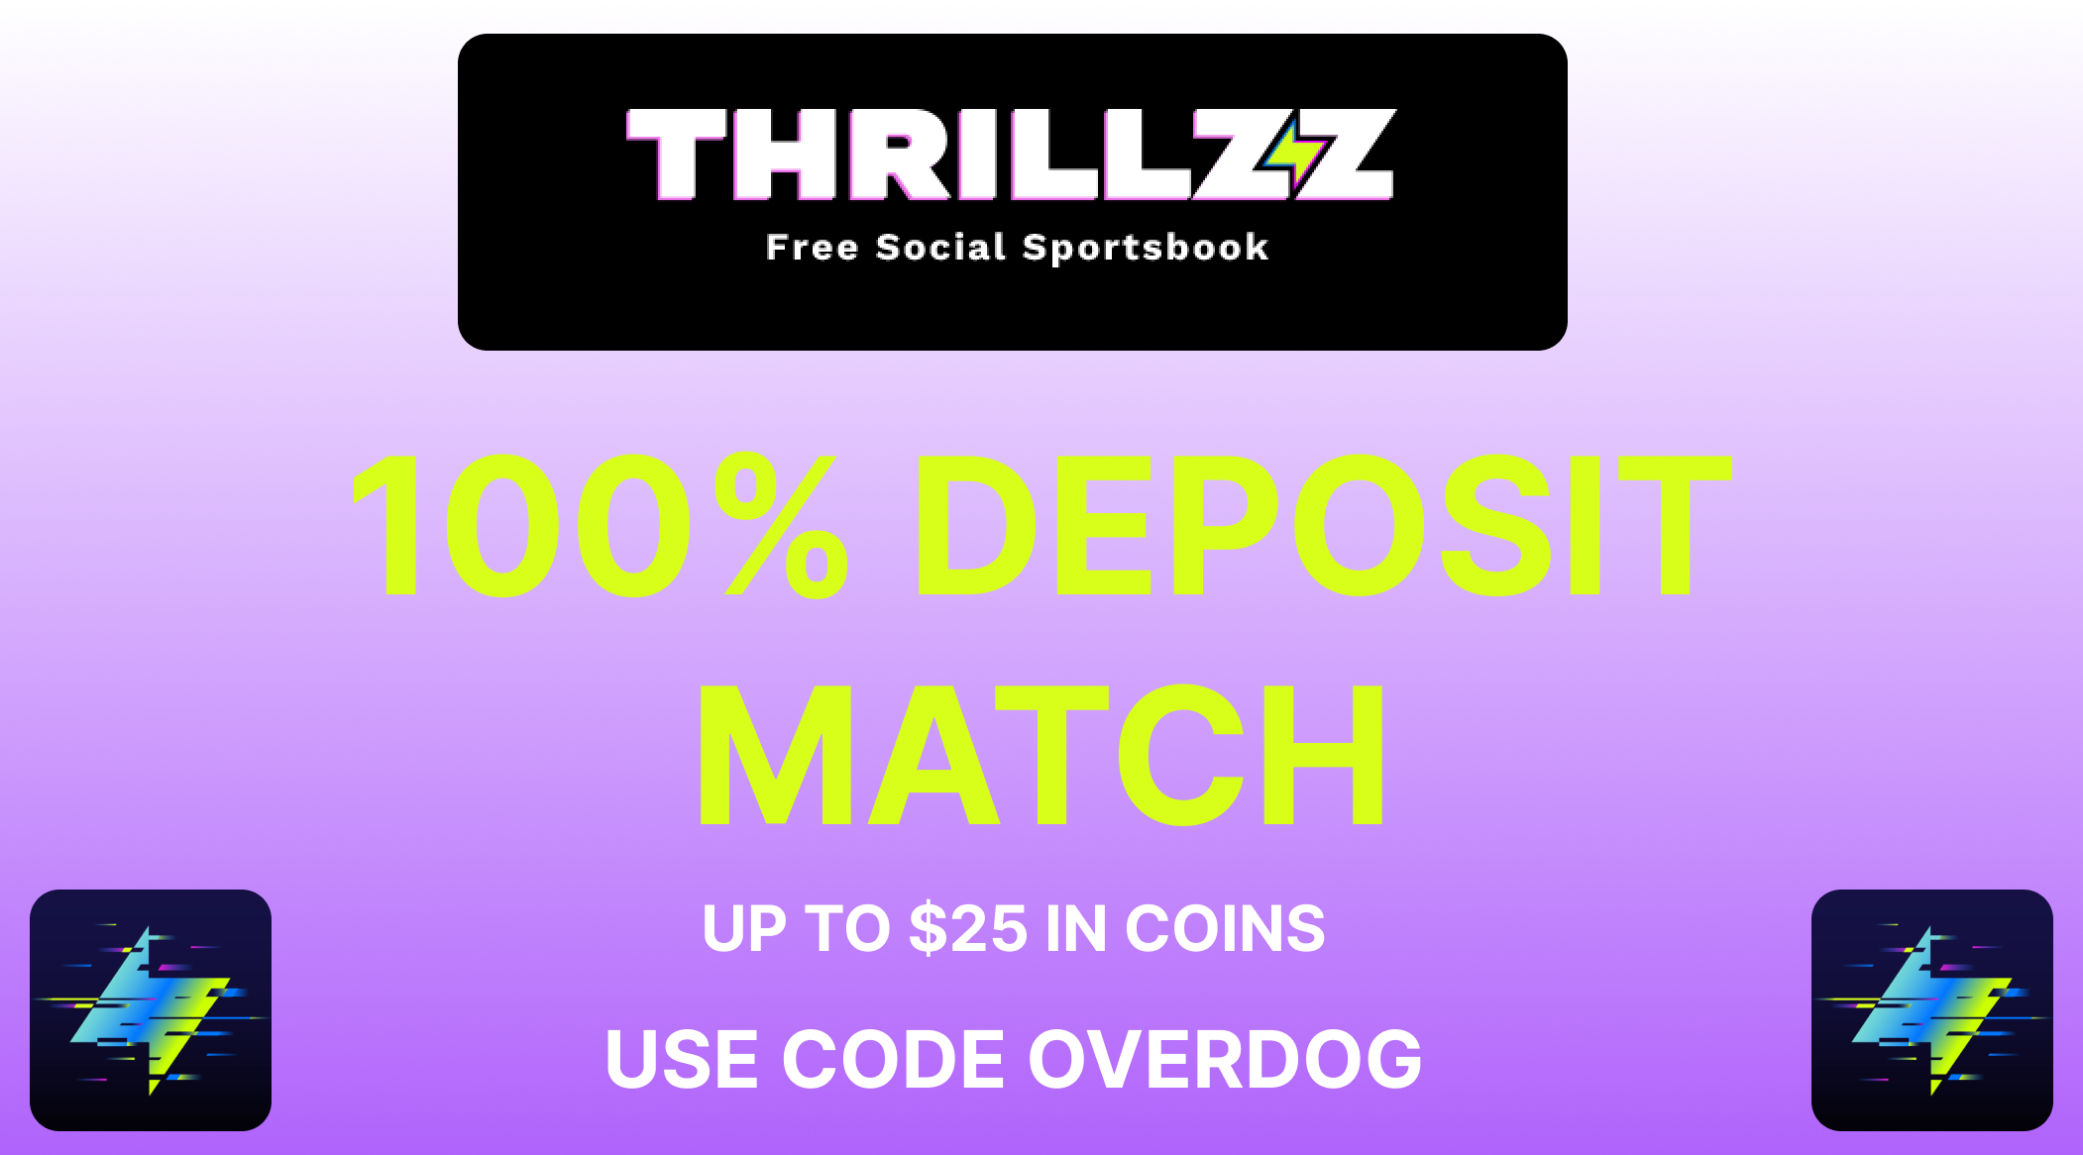 THRILLZZ
Free Social Sportsbook
100% DEPOSIT
MATCH
UP TO $25 IN COINS
USE CODE OVERDOG